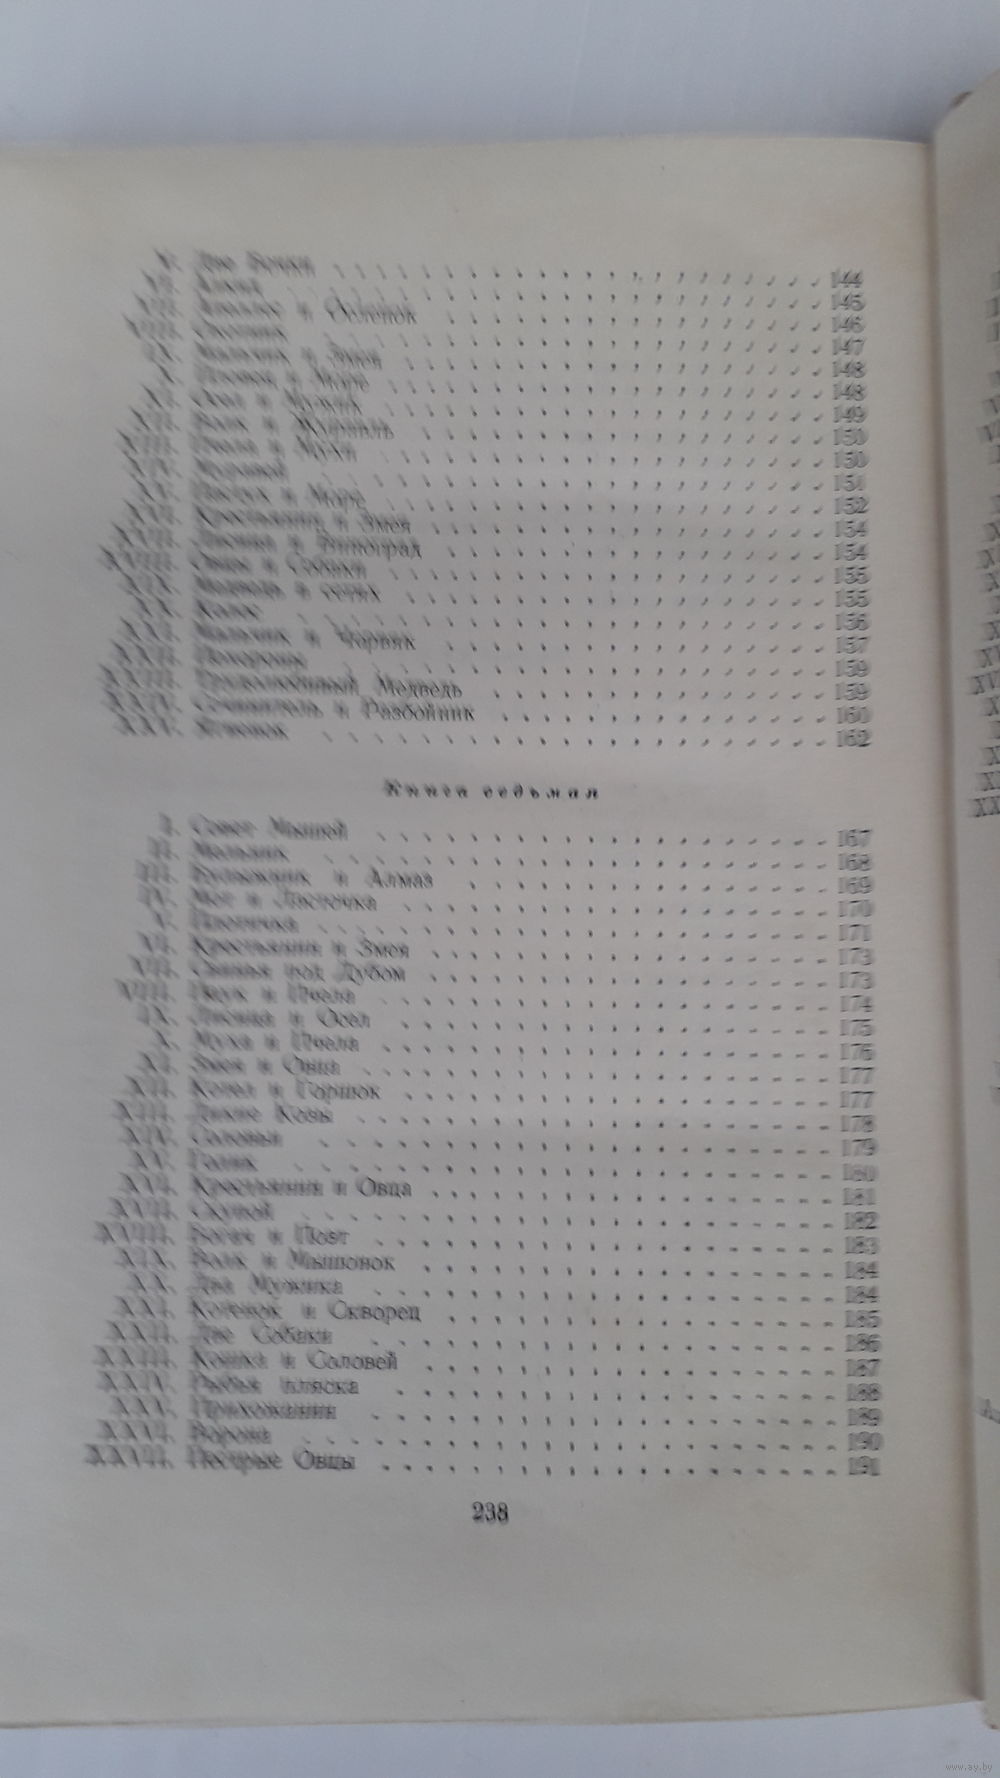 V. Две Бочки 144
VI. Алкид 145
VII. Апеллес и Осленок 146
VIII. Охотник 147
IX. Мальчик и Змея 148
X. Пловец и Море 148
XI. Осел и Мужик 149
XII. Волк и Журавль 150
XIII. Пчела и Мухи 150
XIV. Муравей 151
XV. Пастух и Море 152
XVI. Крестьянин и Змея 154
XVII. Лисица и Виноград 154
XVIII. Овцы и Собаки 155
XIX. Медведь в сетях 155
XX. Колос 156
XXI. Мальчик и Червяк 157
XXII. Похороны 159
XXIII. Трудолюбивый Медведь 159
XXIV. Сочинитель и Разбойник 160
XXV. Ягненок 162
Книга седьмая
I. Совет Мышей 167
II. Мельник 168
III. Булыжник и Алмаз 169
IV. Мот и Ласточка 170
V. Плотичка 171
VI. Крестьянин и Змея 173
VII. Свинья под Дубом 173
VIII. Паук и Пчела 174
IX. Лисица и Осел 175
X. Муха и Пчела 176
XI. Змея и Овца 177
XII. Котел и Горшок 177
XIII. Дикие Козы 178
XIV. Соловьи 179
XV. Голик 180
XVI. Крестьянин и Овца 181
XVII. Скупой 182
XVIII. Богач и Поэт 183
XIX. Волк и Мышонок 184
XX. Два Мужика 184
XXI. Котенок и Скворец 185
XXII. Две Собаки 186
XXIII. Кошка и Соловей 187
XXIV. Рыбья пляска 188
XXV. Прихожанин 189
XXVI. Ворона 190
XXVII. Пестрые Овцы 191
238
www.ay.by